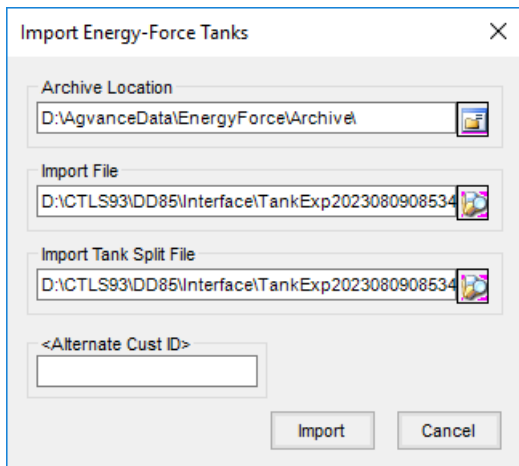 Import Energy-Force Tanks
Archive Location
D:\AgvanceData\EnergyForce\Archive\
Import File
D:\CTLS93\DD85\Interface\TankExp2023080908534
Import Tank Split File
D:\CTLS93\DD85\Interface\TankExp2023080908534
<Alternate Cust ID>
Import Cancel